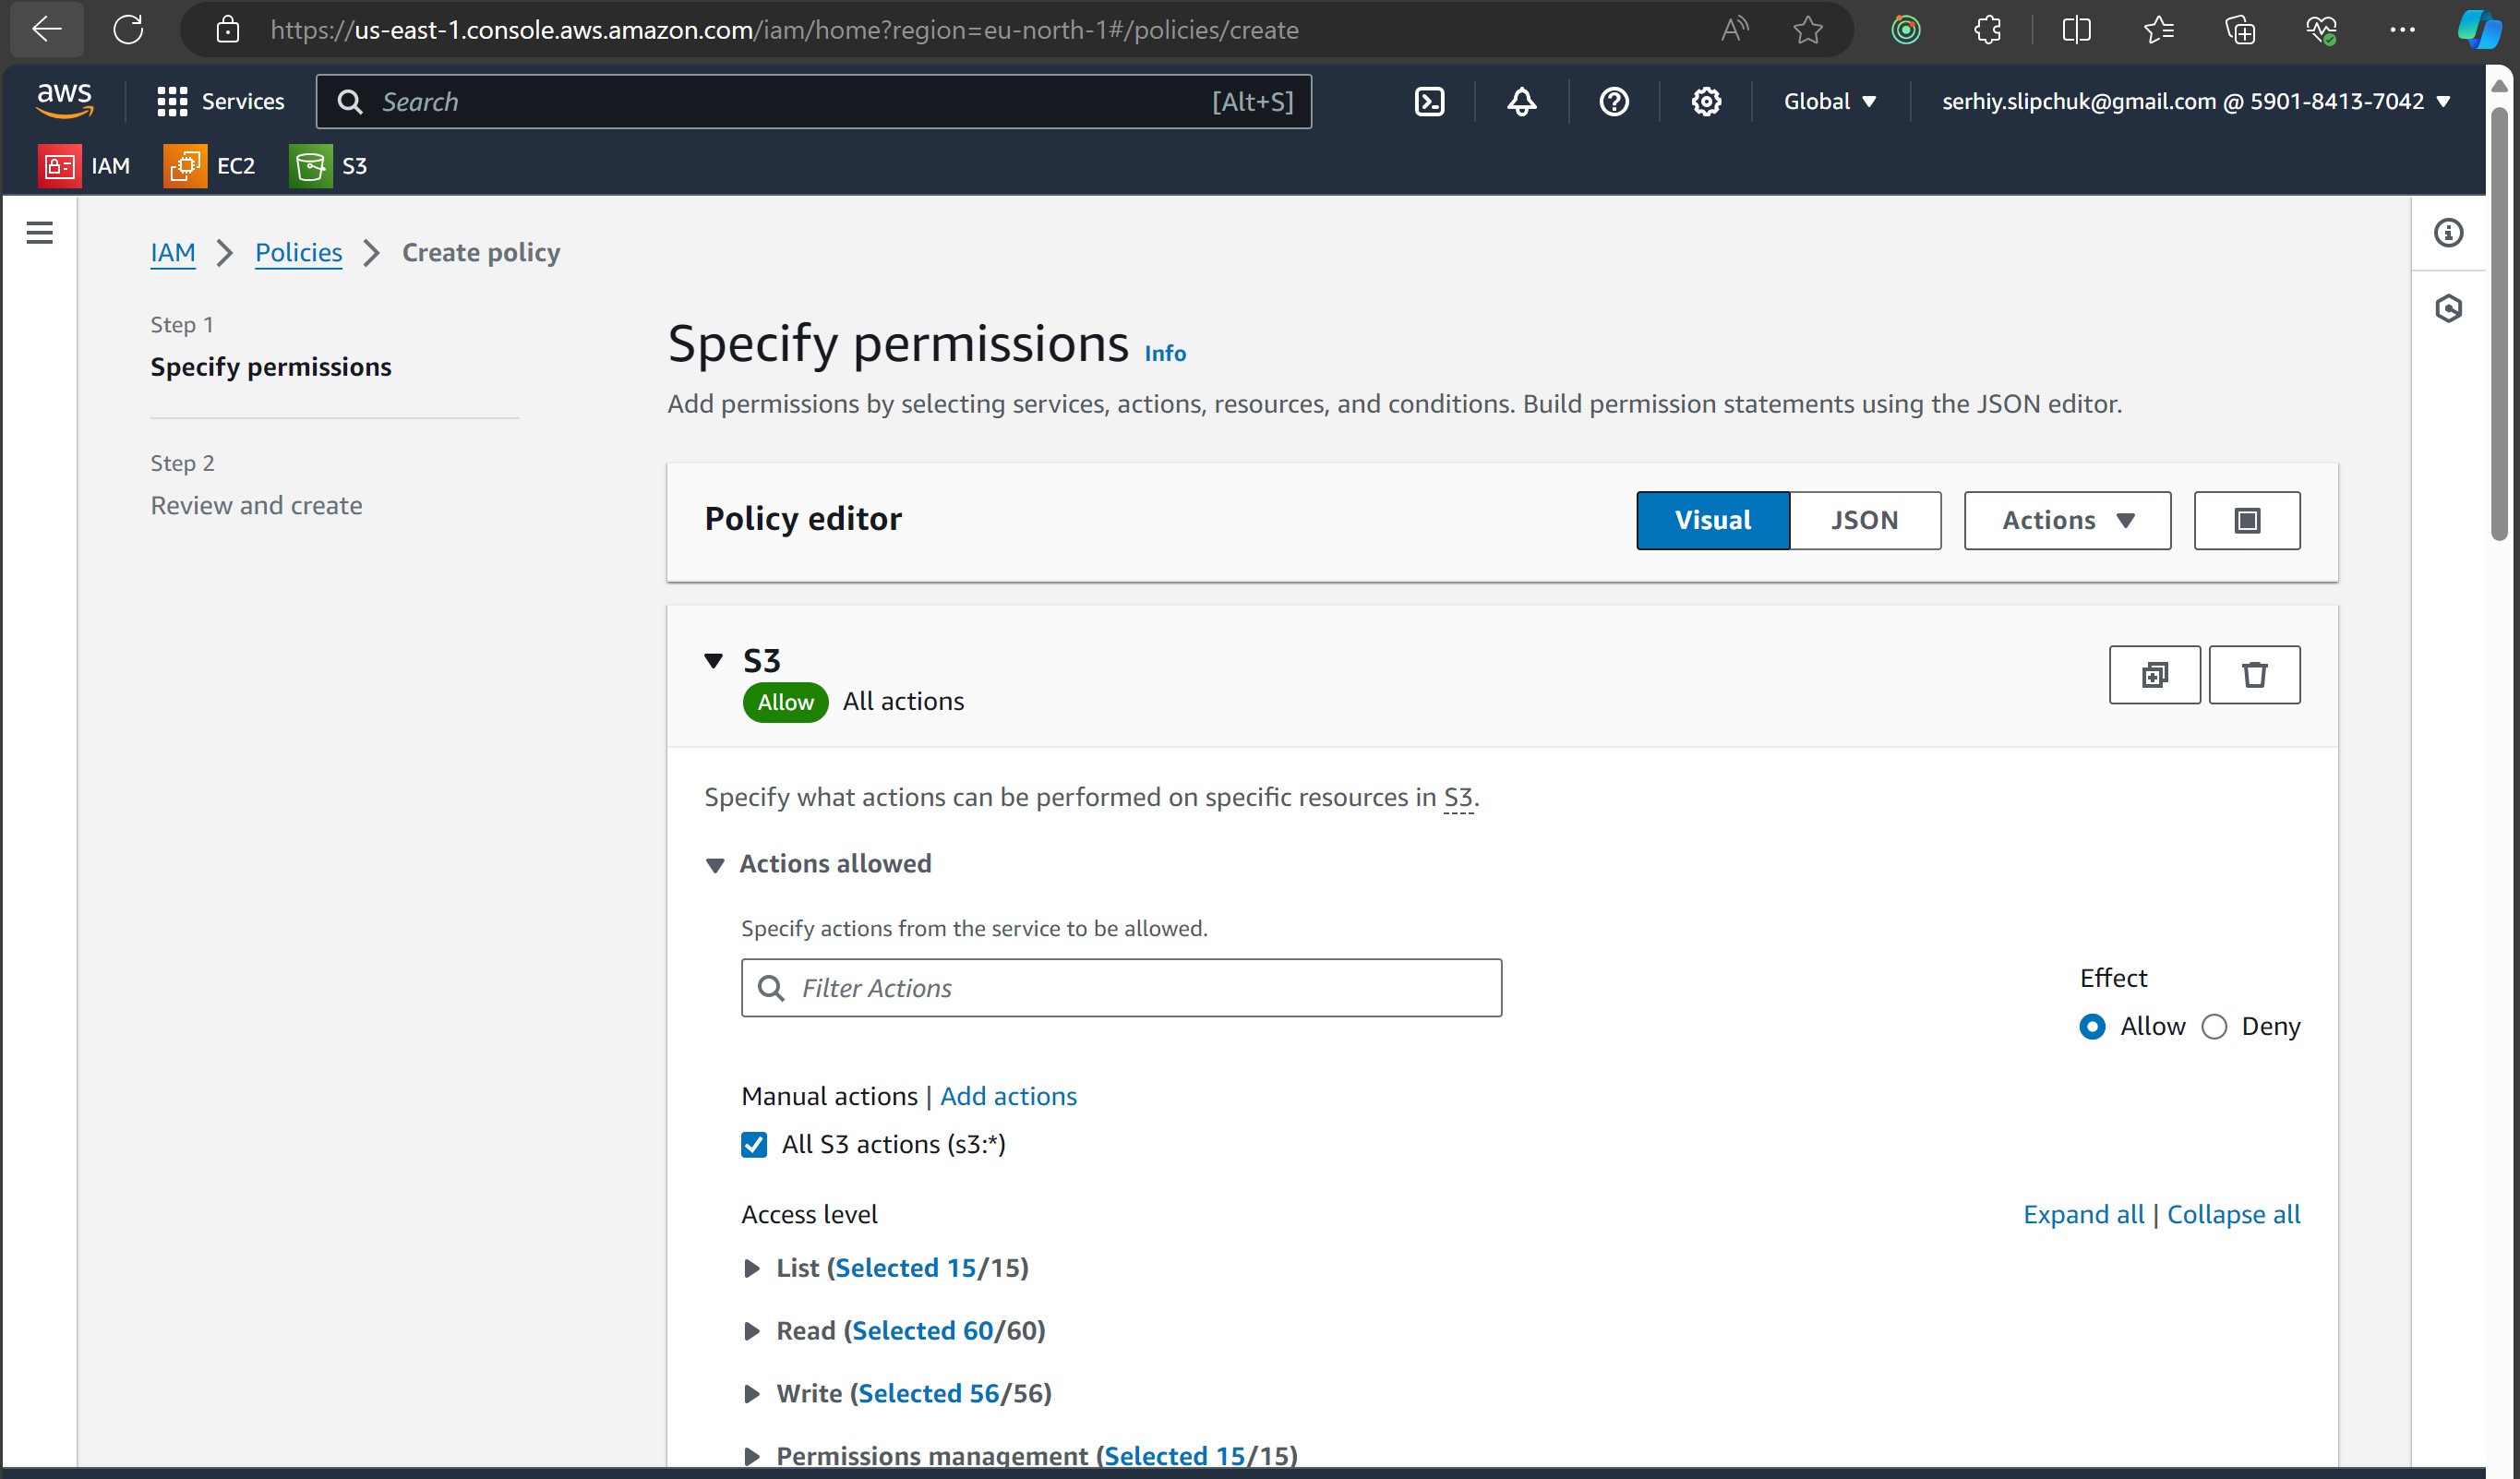 https://us-east-1.console.aws.amazon.com/iam/home?region=eu-north-1#/policies/create
aws
Services
Search
[Alt+S]
Global
serhiy.slipchuk@gmail.com @ 5901-8413-7042
IAM
EC2
S3
IAM
Policies
Create policy
Step 1
Specify permissions
Step 2
Review and create
Specify permissions Info
Add permissions by selecting services, actions, resources, and conditions. Build permission statements using the JSON editor.
Policy editor
Visual
JSON
Actions
S3
Allow All actions
Specify what actions can be performed on specific resources in S3.
Actions allowed
Specify actions from the service to be allowed.
Filter Actions
Effect
Allow
Deny
Manual actions | Add actions
All S3 actions (s3:*)
Access level
Expand all | Collapse all
List (Selected 15/15)
Read (Selected 60/60)
Write (Selected 56/56)
Permissions management (Selected 15/15)